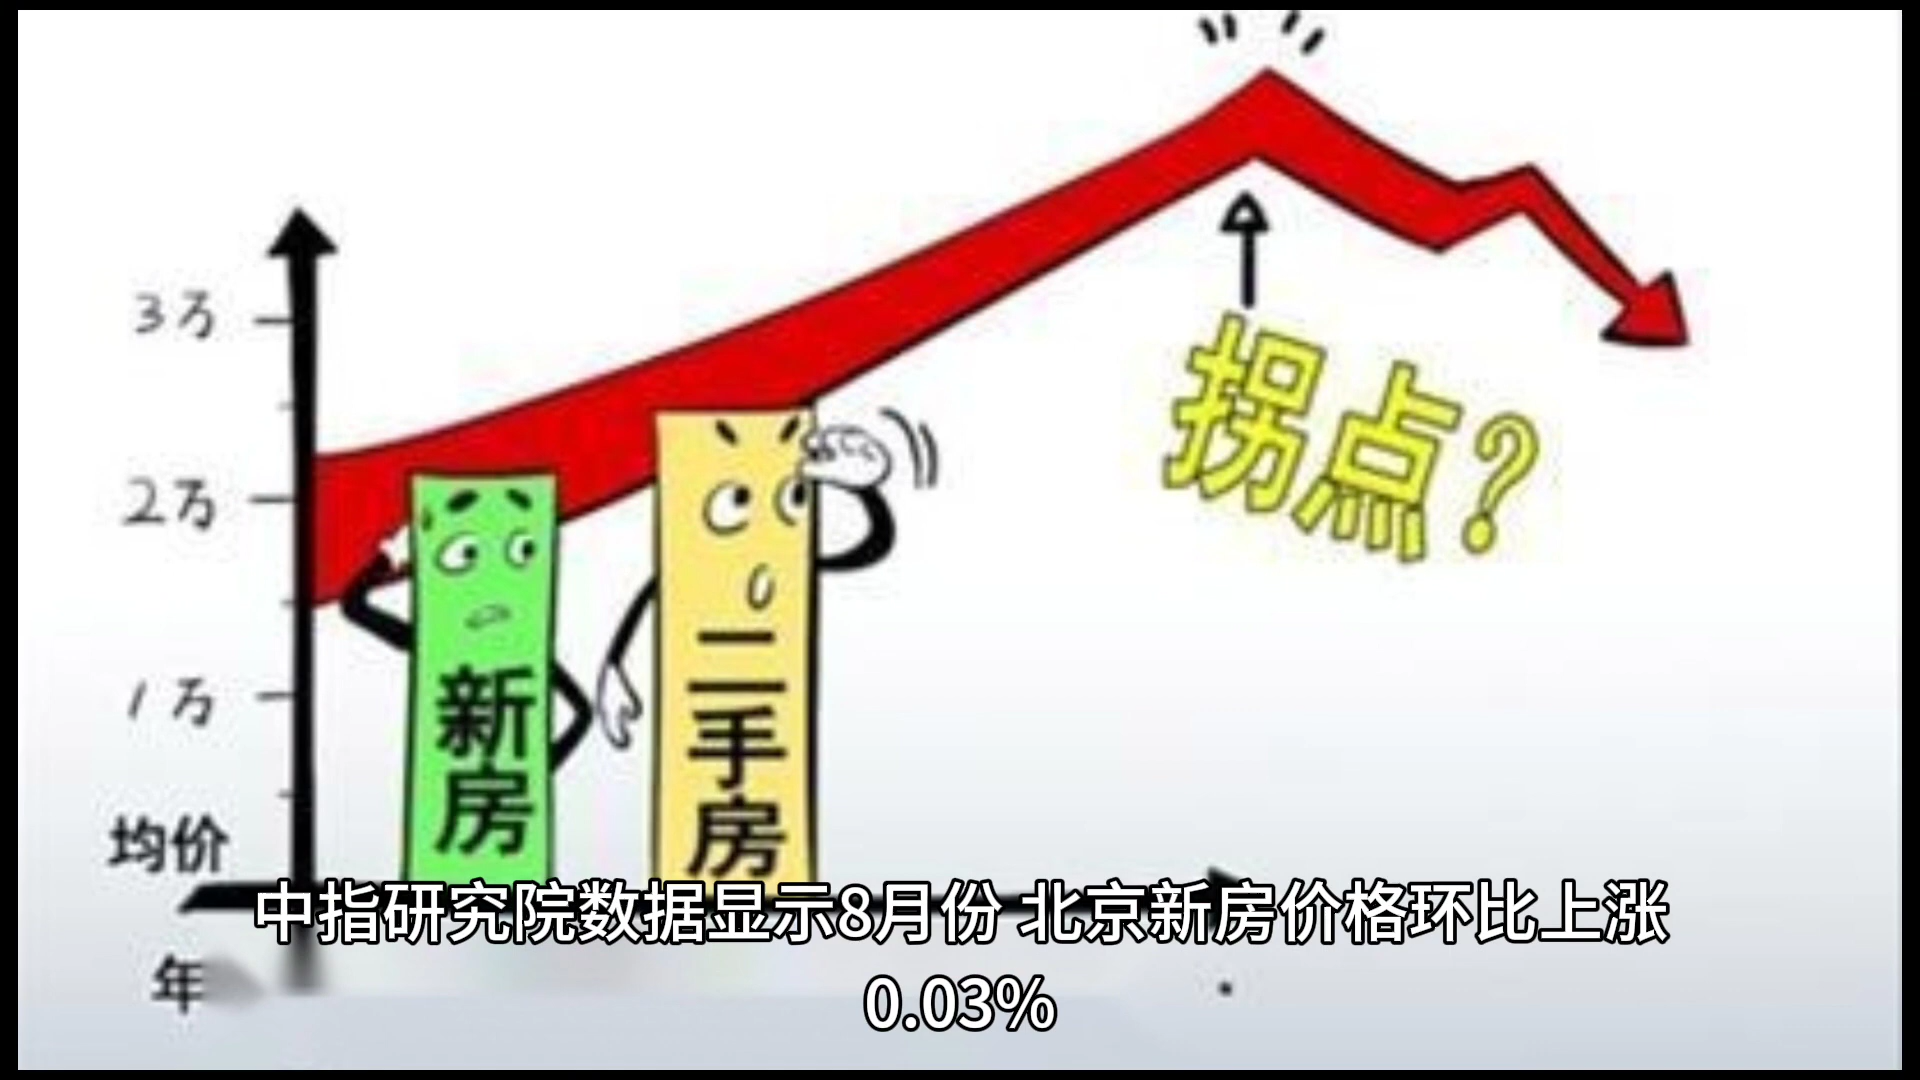 3万
2万
1万
均价
年
拐点?
新房
二手房
中指研究院数据显示8月份 北京新房价格环比上涨
0.03%